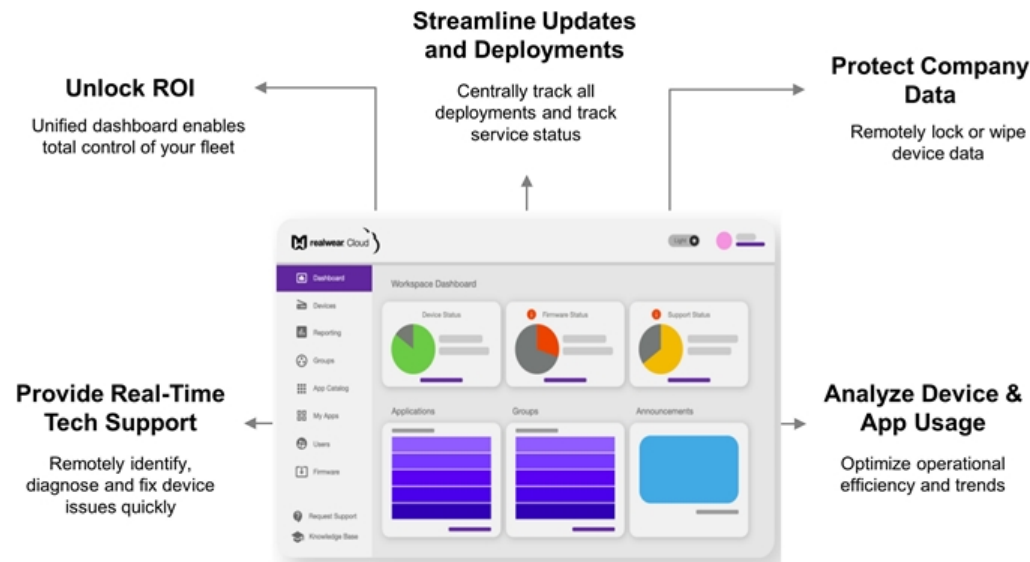 Streamline Updates
and Deployments
Centrally track all
deployments and track
service status
Unlock ROI
Unified dashboard enables
total control of your fleet
Protect Company
Data
Remotely lock or wipe
device data
realwear Cloud
Light
Dashboard
Devices
Reporting
Groups
App Catalog
My Apps
Users
Firmware
Request Support
Knowledge Base
Workspace Dashboard
Device Status
Firmware Status
Support Status
Applications
Groups
Announcements
Provide Real-Time
Tech Support
Remotely identify,
diagnose and fix device
issues quickly
Analyze Device &
App Usage
Optimize operational
efficiency and trends